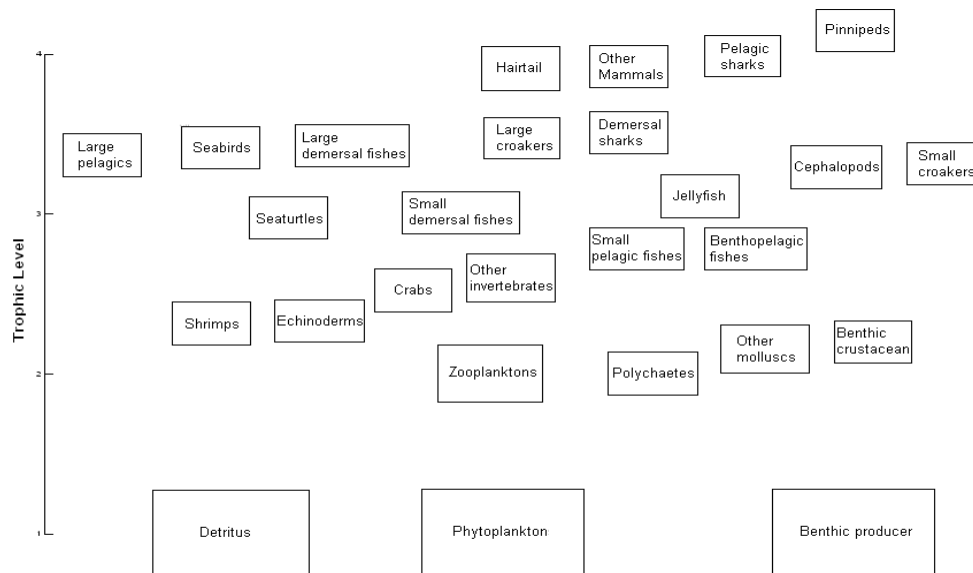 Pinnipeds
4
Hairtail
Other
Mammals
Pelagic
sharks
Large
pelagics
Seabirds
Large
demersal fishes
Large
croakers
Demersal
sharks
Cephalopods
Small
croakers
3
Seaturtles
Small
demersal fishes
Jellyfish
Small
pelagic fishes
Benthopelagic
fishes
Trophic Level
Crabs
Other
invertebrates
Shrimps
Echinoderms
Other
molluscs
Benthic
crustacean
2
Zooplanktons
Polychaetes
1
Detritus
Phytoplankton
Benthic producer